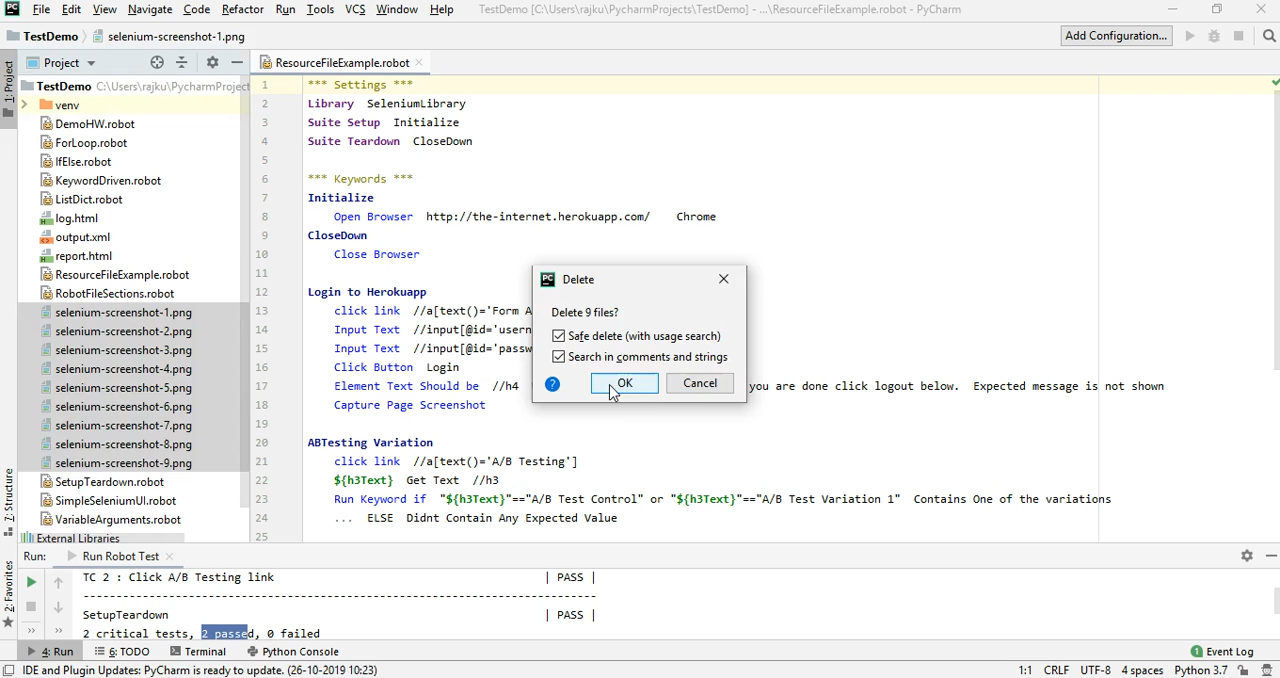 PC File Edit View Navigate Code Refactor Run Tools VCS Window Help TestDemo [C:\Users\rajku\PycharmProjects\TestDemo] - ...\ResourceFileExample.robot - PyCharm
TestDemo selenium-screenshot-1.png Add Configuration...
1: Project
Project
ResourceFileExample.robot
TestDemo C:\Users\rajku\PycharmProject
venv
DemoHW.robot
ForLoop.robot
IfElse.robot
KeywordDriven.robot
ListDict.robot
log.html
output.xml
report.html
ResourceFileExample.robot
RobotFileSections.robot
selenium-screenshot-1.png
selenium-screenshot-2.png
selenium-screenshot-3.png
selenium-screenshot-4.png
selenium-screenshot-5.png
selenium-screenshot-6.png
selenium-screenshot-7.png
selenium-screenshot-8.png
selenium-screenshot-9.png
SetupTeardown.robot
SimpleSeleniumUI.robot
VariableArguments.robot
External Libraries
7: Structure
2: Favorites
1 *** Settings ***
2 Library SeleniumLibrary
3 Suite Setup Initialize
4 Suite Teardown CloseDown
5
6 *** Keywords ***
7 Initialize
8 Open Browser http://the-internet.herokuapp.com/ Chrome
9 CloseDown
10 Close Browser
11
12 Login to Herokuapp
13 click link //a[text()='Form A
14 Input Text //input[@id='usern
15 Input Text //input[@id='passw
16 Click Button Login
17 Element Text Should be //h4 you are done click logout below. Expected message is not shown
18 Capture Page Screenshot
19
20 ABTesting Variation
21 click link //a[text()='A/B Testing']
22 ${h3Text} Get Text //h3
23 Run Keyword if "${h3Text}"=="A/B Test Control" or "${h3Text}"=="A/B Test Variation 1" Contains One of the variations
24 ... ELSE Didnt Contain Any Expected Value
25
PC Delete
Delete 9 files?
Safe delete (with usage search)
Search in comments and strings
? OK Cancel
Run: Run Robot Test
TC 2 : Click A/B Testing link | PASS |
------------------------------------------------------------------------------
SetupTeardown | PASS |
2 critical tests, 2 passed, 0 failed
4: Run 6: TODO Terminal Python Console 1 Event Log
IDE and Plugin Updates: PyCharm is ready to update. (26-10-2019 10:23) 1:1 CRLF UTF-8 4 spaces Python 3.7